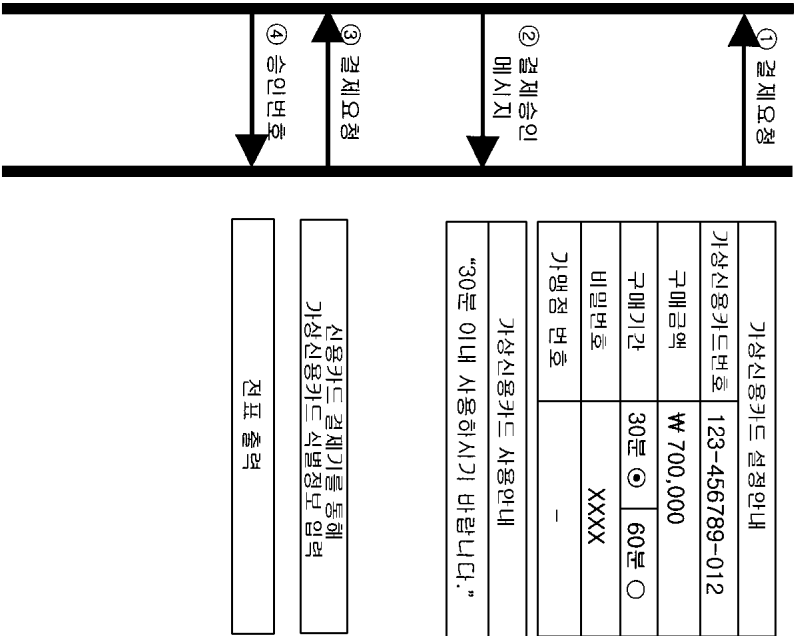 ① 결제요청
② 결제승인
메시지
③ 결제요청
④ 승인번호
가상신용카드 설정안내
가상신용카드번호 123-456789-012
구매금액 ₩ 700,000
구매기간 30분 ◉ 60분 ○
비밀번호 XXXX
가맹점 번호 -
가상신용카드 사용안내
"30분 이내 사용하시기 바랍니다."
신용카드 결제기를 통해
가상신용카드 식별정보 입력
전표 출력